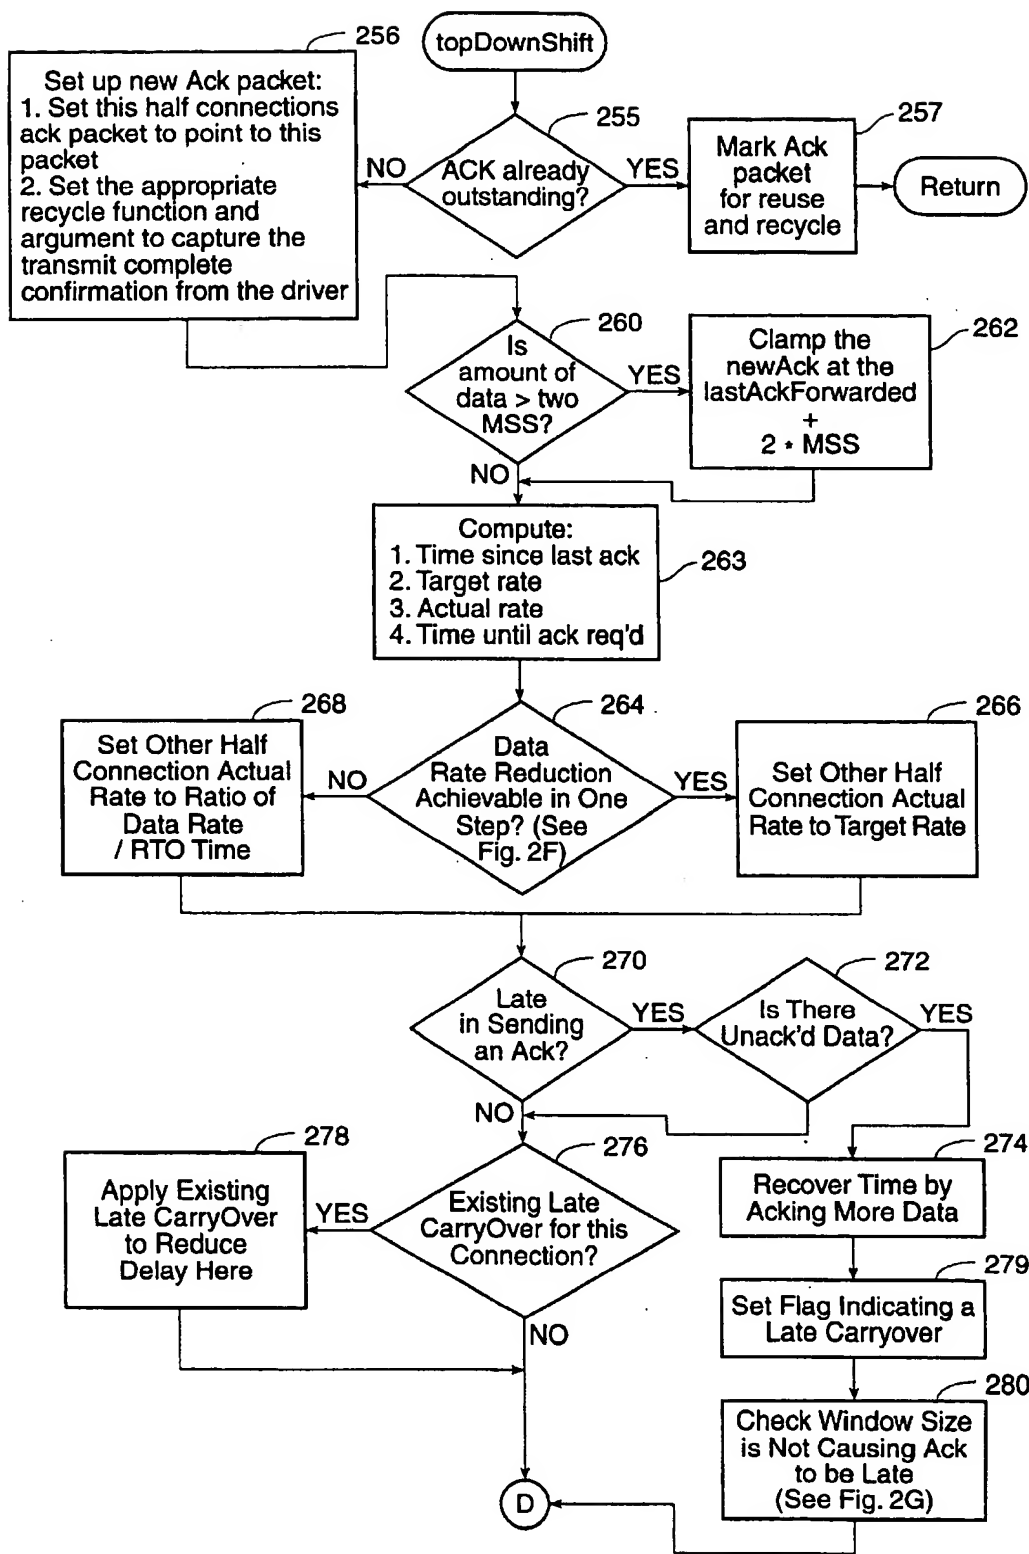 topDownShift
256
Set up new Ack packet:
1. Set this half connections
ack packet to point to this
packet
2. Set the appropriate
recycle function and
argument to capture the
transmit complete
confirmation from the driver
NO
255
ACK already
outstanding?
YES
257
Mark Ack
packet
for reuse
and recycle
Return
260
Is
amount of
data > two
MSS?
YES
262
Clamp the
newAck at the
lastAckForwarded
+
2 * MSS
NO
Compute:
1. Time since last ack
2. Target rate
3. Actual rate
4. Time until ack req'd
263
268
Set Other Half
Connection Actual
Rate to Ratio of
Data Rate
/ RTO Time
NO
264
Data
Rate Reduction
Achievable in One
Step? (See
Fig. 2F)
YES
266
Set Other Half
Connection Actual
Rate to Target Rate
270
Late
in Sending
an Ack?
YES
272
Is There
Unack'd Data?
YES
NO
278
Apply Existing
Late CarryOver
to Reduce
Delay Here
YES
276
Existing Late
CarryOver for this
Connection?
NO
274
Recover Time by
Acking More Data
279
Set Flag Indicating a
Late Carryover
280
Check Window Size
is Not Causing Ack
to be Late
(See Fig. 2G)
D